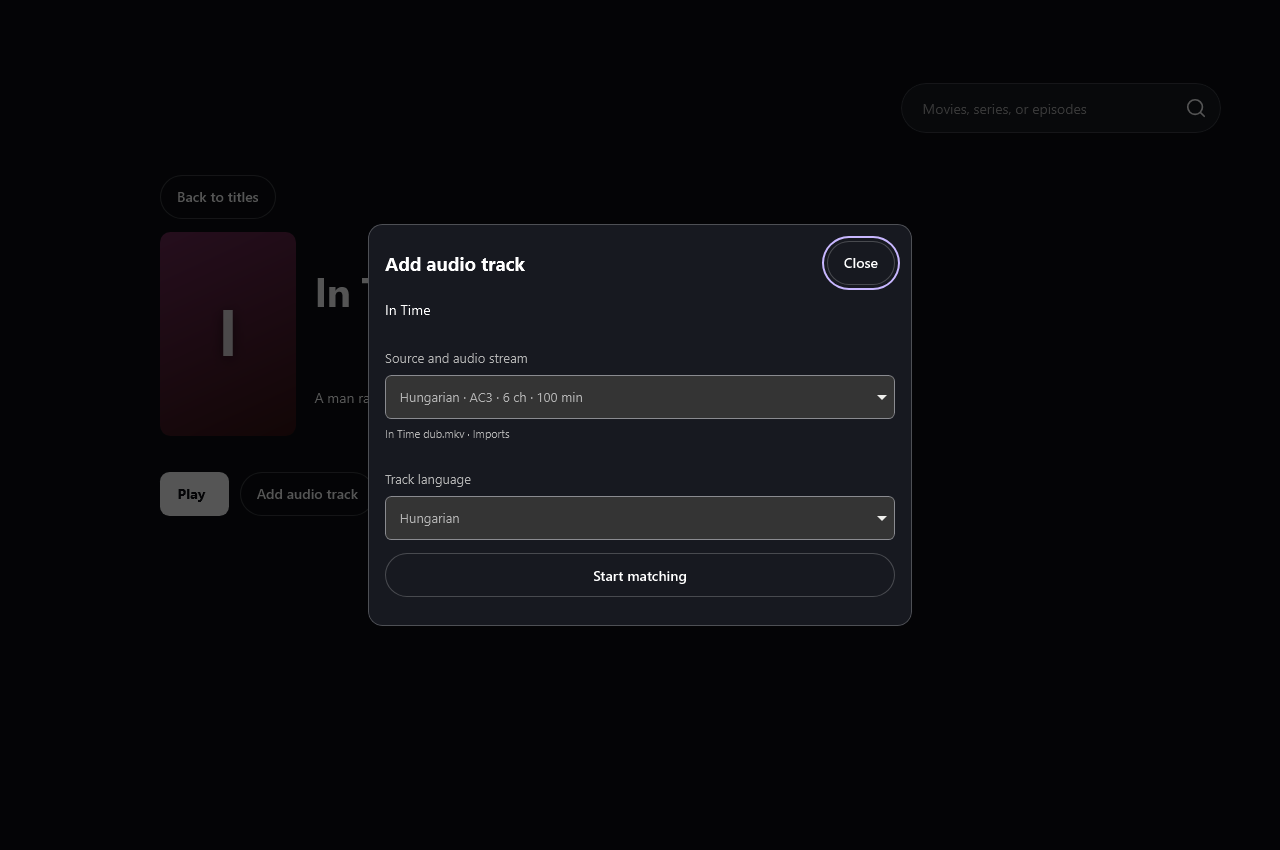 Movies, series, or episodes
Back to titles
I
In T
A man ra
Play
Add audio track
Add audio track
Close
In Time
Source and audio stream
Hungarian · AC3 · 6 ch · 100 min
In Time dub.mkv · Imports
Track language
Hungarian
Start matching